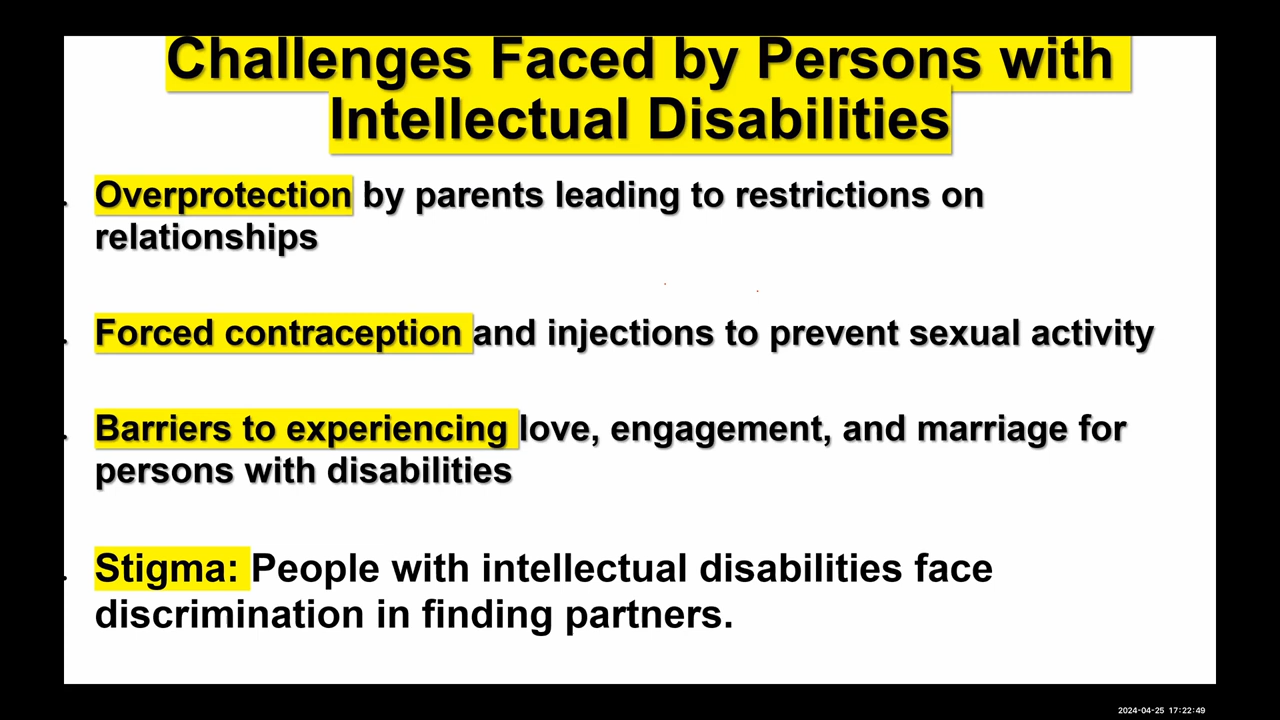 Challenges Faced by Persons with
Intellectual Disabilities
Overprotection by parents leading to restrictions on
relationships
Forced contraception and injections to prevent sexual activity
Barriers to experiencing love, engagement, and marriage for
persons with disabilities
Stigma: People with intellectual disabilities face
discrimination in finding partners.
2024-04-25 17:22:49